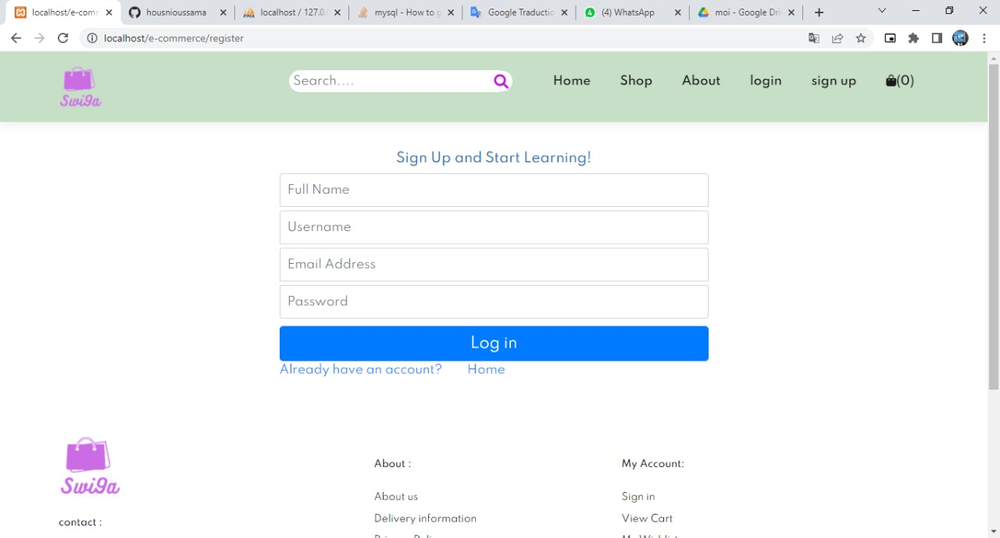 localhost/e-comm
housnioussama
localhost / 127.0.
mysql - How to g
Google Traductic
(4) WhatsApp
moi - Google Dri
localhost/e-commerce/register
Swi9a
Search....
Home
Shop
About
login
sign up
(0)
Sign Up and Start Learning!
Full Name
Username
Email Address
Password
Log in
Already have an account? Home
Swi9a
contact :
About :
About us
Delivery information
My Account:
Sign in
View Cart